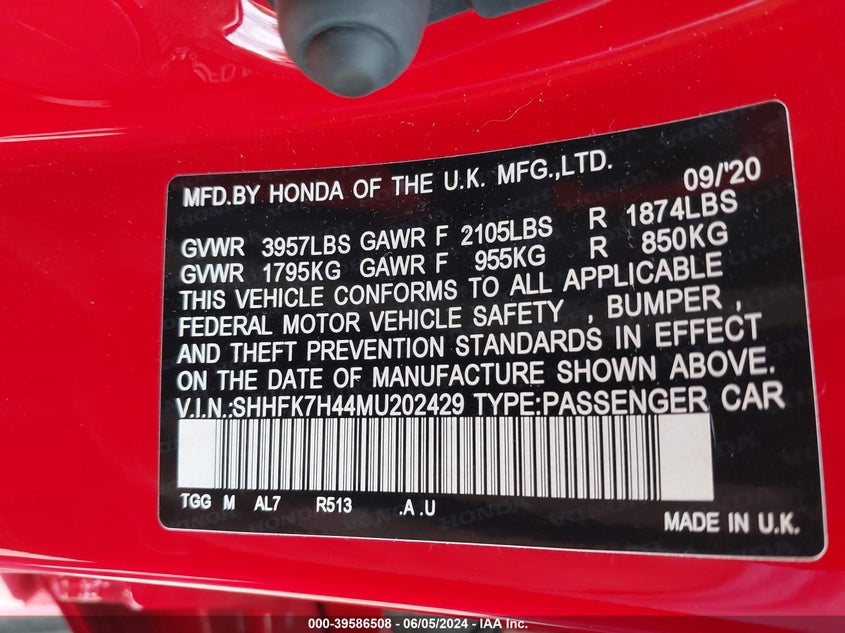 MFD.BY HONDA OF THE U.K. MFG.,LTD. 09/'20
GVWR 3957LBS GAWR F 2105LBS R 1874LBS
GVWR 1795KG GAWR F 955KG R 850KG
THIS VEHICLE CONFORMS TO ALL APPLICABLE
FEDERAL MOTOR VEHICLE SAFETY , BUMPER ,
AND THEFT PREVENTION STANDARDS IN EFFECT
ON THE DATE OF MANUFACTURE SHOWN ABOVE.
V.I.N.:SHHFK7H44MU202429 TYPE:PASSENGER CAR
TGG M AL7 R513 .A .U
MADE IN U.K.
000-39586508 - 06/05/2024 - IAA Inc.